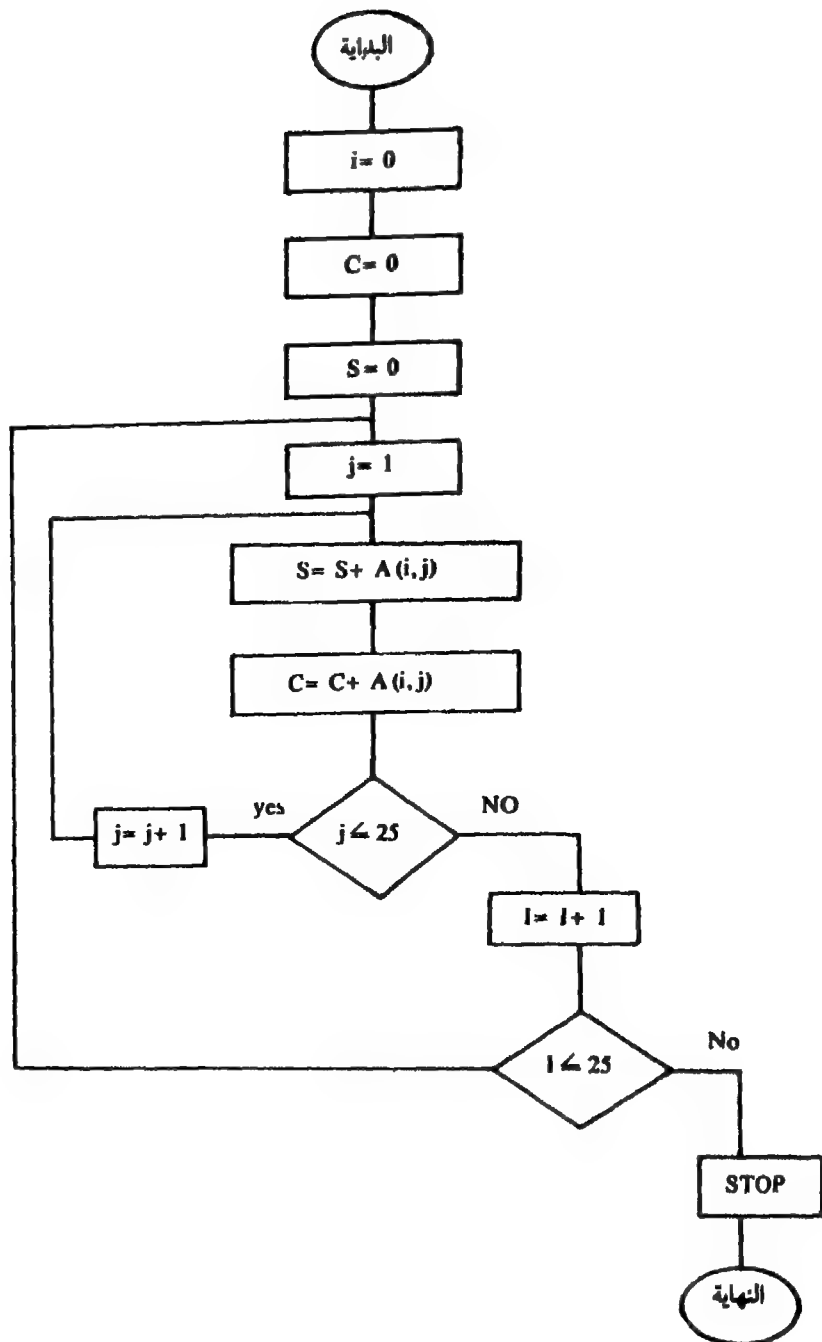 البداية
i= 0
C= 0
S= 0
j= 1
S= S+ A(i,j)
C= C+ A(i,j)
j= j+ 1
yes
j ≤ 25
NO
I= I+ 1
I ≤ 25
No
STOP
النهاية